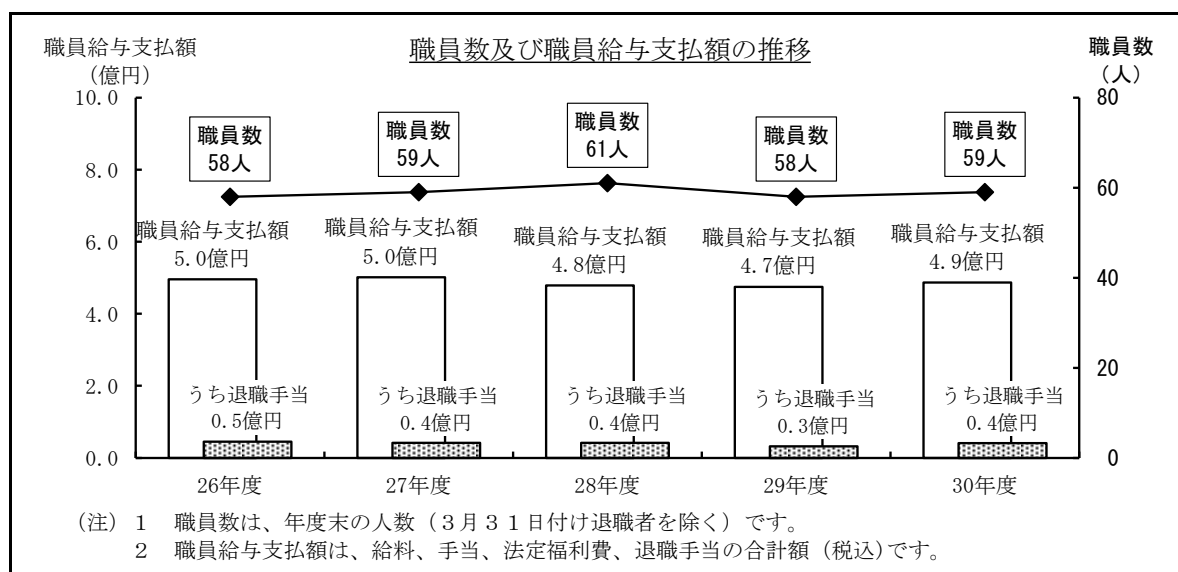 職員数及び職員給与支払額の推移
職員給与支払額
（億円）
職員数
（人）
10.0
8.0
6.0
4.0
2.0
0.0
80
60
40
20
0
職員数
58人
職員数
59人
職員数
61人
職員数
58人
職員数
59人
職員給与支払額
5.0億円
職員給与支払額
5.0億円
職員給与支払額
4.8億円
職員給与支払額
4.7億円
職員給与支払額
4.9億円
うち退職手当
0.5億円
うち退職手当
0.4億円
うち退職手当
0.4億円
うち退職手当
0.3億円
うち退職手当
0.4億円
26年度
27年度
28年度
29年度
30年度
（注）１　職員数は、年度末の人数（３月３１日付け退職者を除く）です。
２　職員給与支払額は、給料、手当、法定福利費、退職手当の合計額（税込）です。